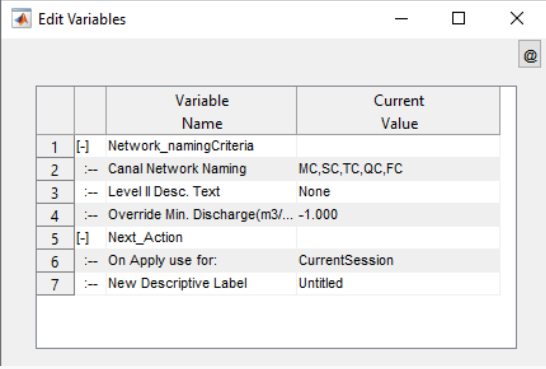 Edit Variables
@
Variable Name Current Value
1 [-] Network_namingCriteria
2 :-- Canal Network Naming MC,SC,TC,QC,FC
3 :-- Level II Desc. Text None
4 :-- Override Min. Discharge(m3/... -1.000
5 [-] Next_Action
6 :-- On Apply use for: CurrentSession
7 :-- New Descriptive Label Untitled